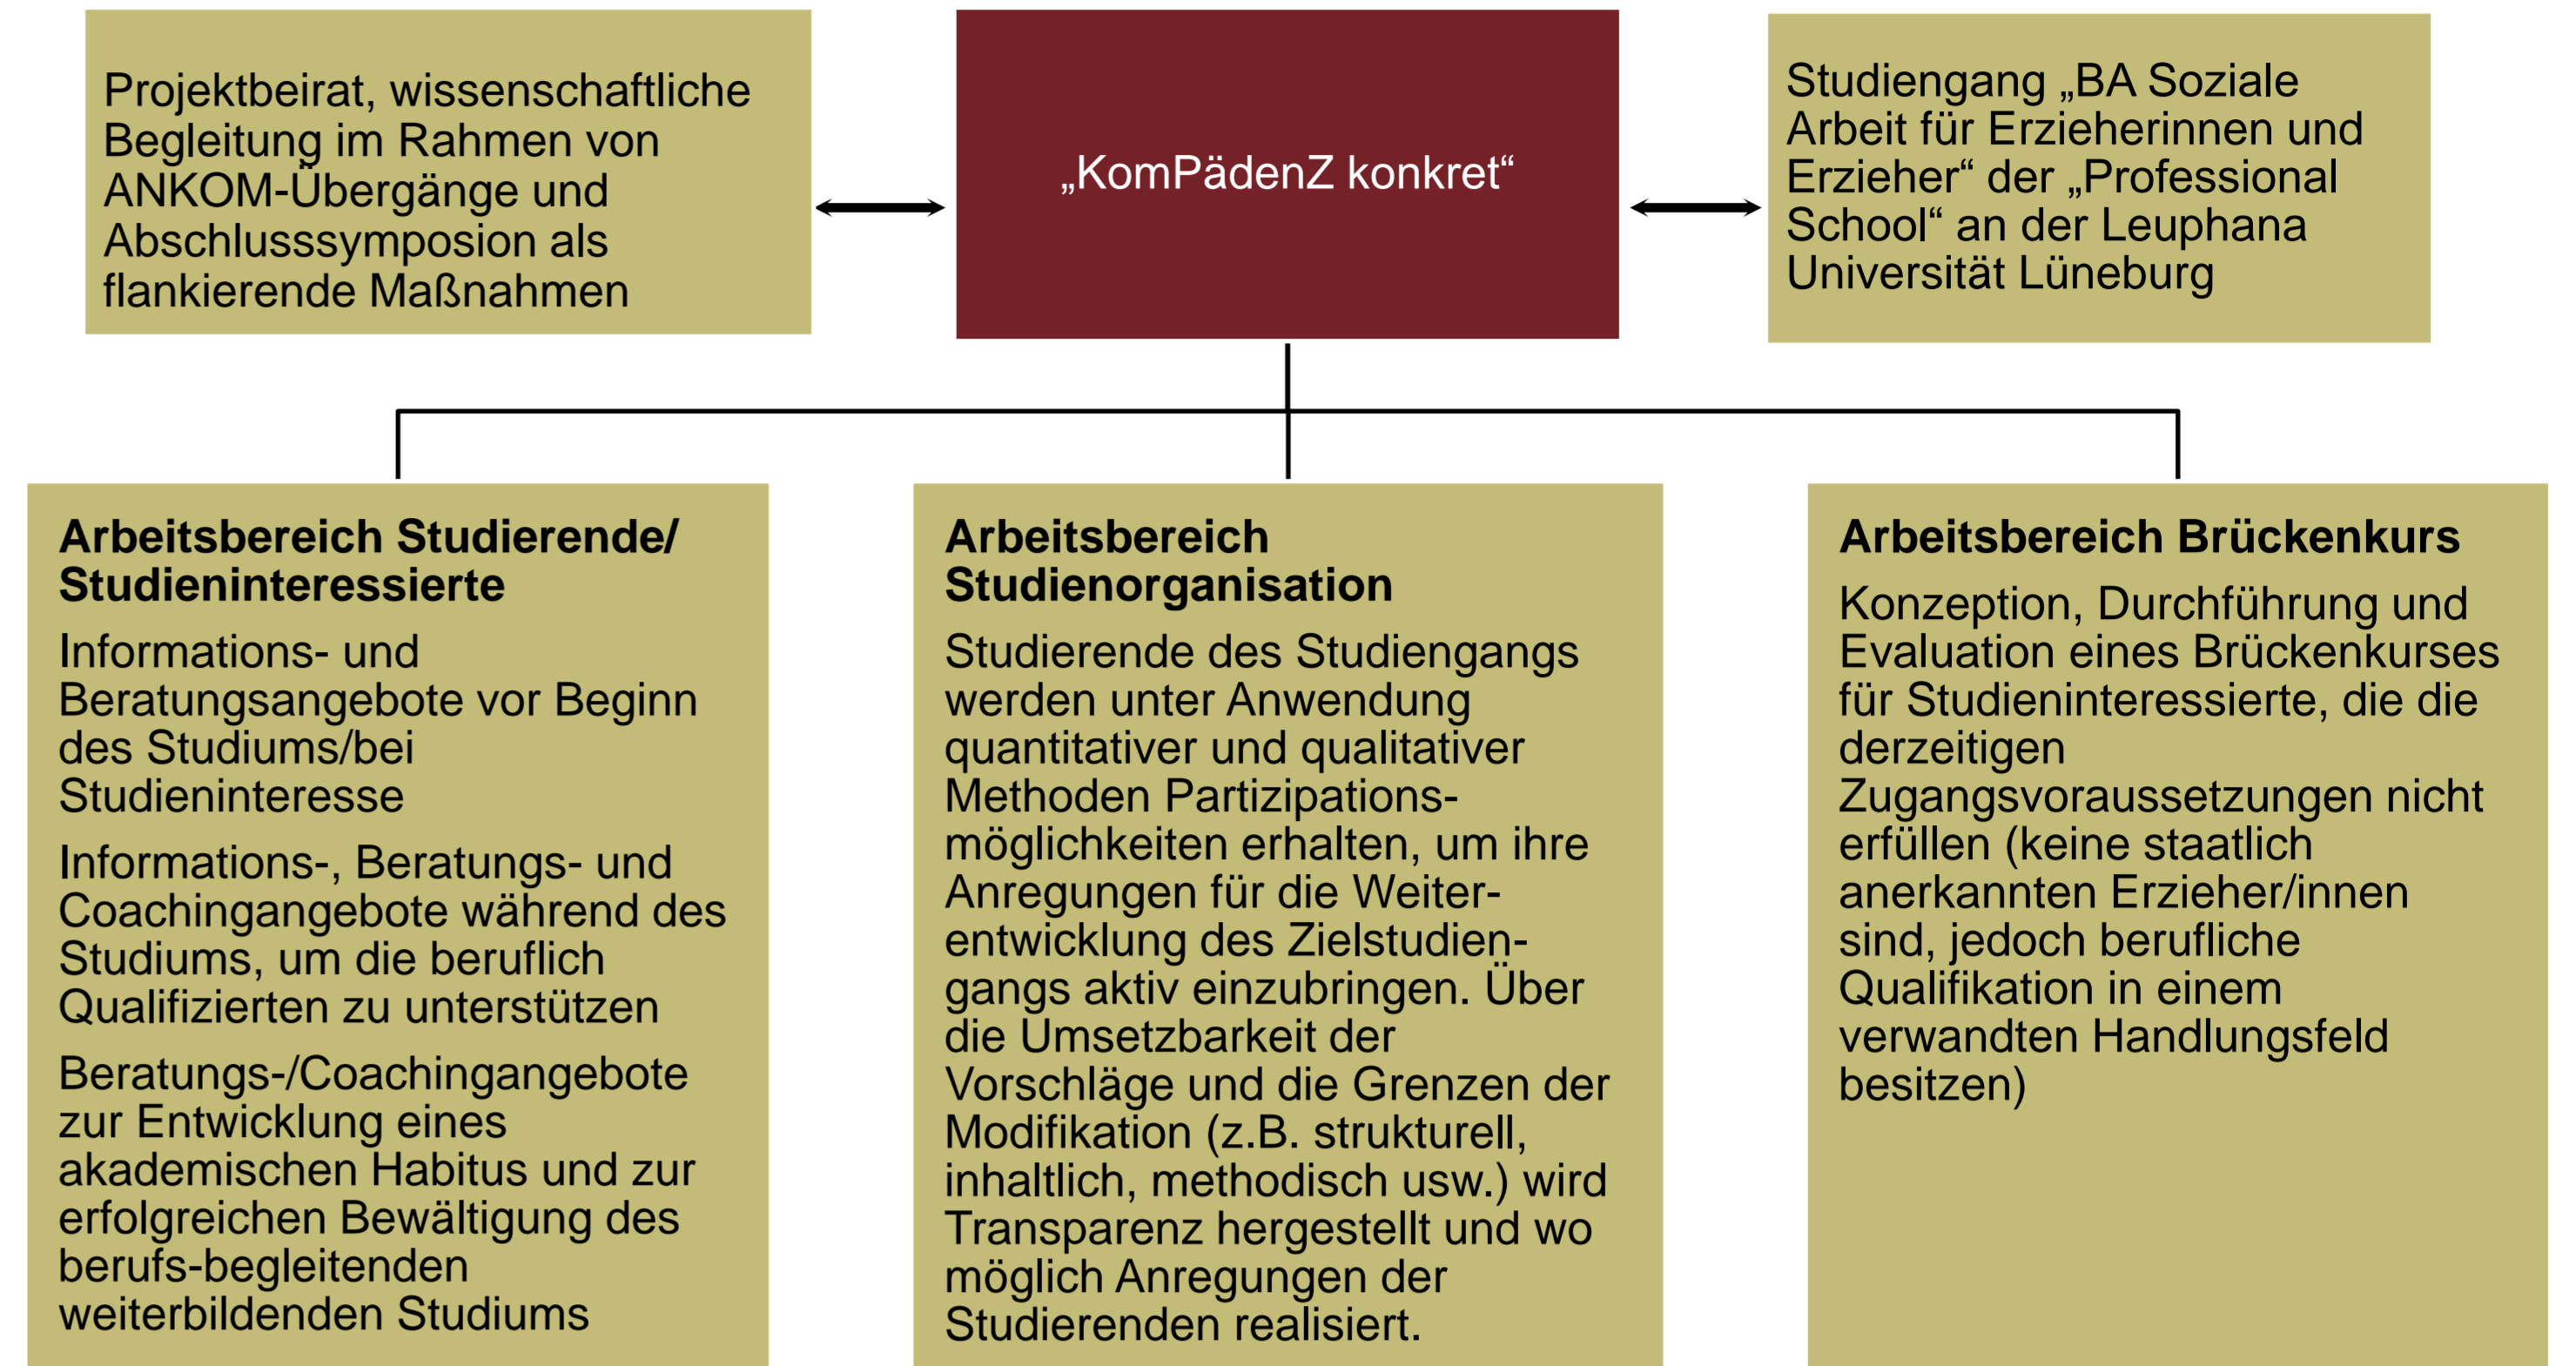 Projektbeirat, wissenschaftliche
Begleitung im Rahmen von
ANKOM-Übergänge und
Abschlusssymposion als
flankierende Maßnahmen
„KomPädenZ konkret“
Studiengang „BA Soziale
Arbeit für Erzieherinnen und
Erzieher“ der „Professional
School“ an der Leuphana
Universität Lüneburg
Arbeitsbereich Studierende/
Studieninteressierte
Informations- und
Beratungsangebote vor Beginn
des Studiums/bei
Studieninteresse
Informations-, Beratungs- und
Coachingangebote während des
Studiums, um die beruflich
Qualifizierten zu unterstützen
Beratungs-/Coachingangebote
zur Entwicklung eines
akademischen Habitus und zur
erfolgreichen Bewältigung des
berufs-begleitenden
weiterbildenden Studiums
Arbeitsbereich
Studienorganisation
Studierende des Studiengangs
werden unter Anwendung
quantitativer und qualitativer
Methoden Partizipations-
möglichkeiten erhalten, um ihre
Anregungen für die Weiter-
entwicklung des Zielstudien-
gangs aktiv einzubringen. Über
die Umsetzbarkeit der
Vorschläge und die Grenzen der
Modifikation (z.B. strukturell,
inhaltlich, methodisch usw.) wird
Transparenz hergestellt und wo
möglich Anregungen der
Studierenden realisiert.
Arbeitsbereich Brückenkurs
Konzeption, Durchführung und
Evaluation eines Brückenkurses
für Studieninteressierte, die die
derzeitigen
Zugangsvoraussetzungen nicht
erfüllen (keine staatlich
anerkannten Erzieher/innen
sind, jedoch berufliche
Qualifikation in einem
verwandten Handlungsfeld
besitzen)